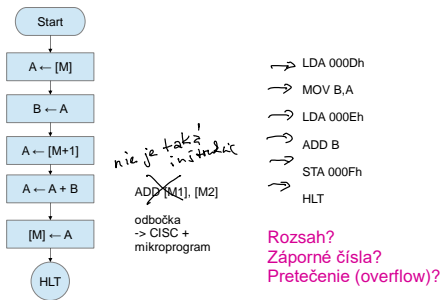 Start
A ← [M]
B ← A
A ← [M+1]
A ← A + B
[M] ← A
HLT
nie je taká
inštrukc
ADD [M1], [M2]
odbočka
-> CISC +
mikroprogram
LDA 000Dh
MOV B,A
LDA 000Eh
ADD B
STA 000Fh
HLT
Rozsah?
Záporné čísla?
Pretečenie (overflow)?